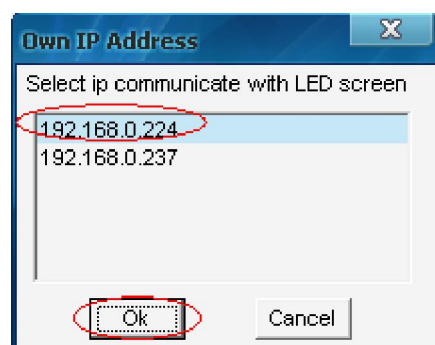 Own IP Address
Select ip communicate with LED screen
192.168.0.224
192.168.0.237
Ok
Cancel